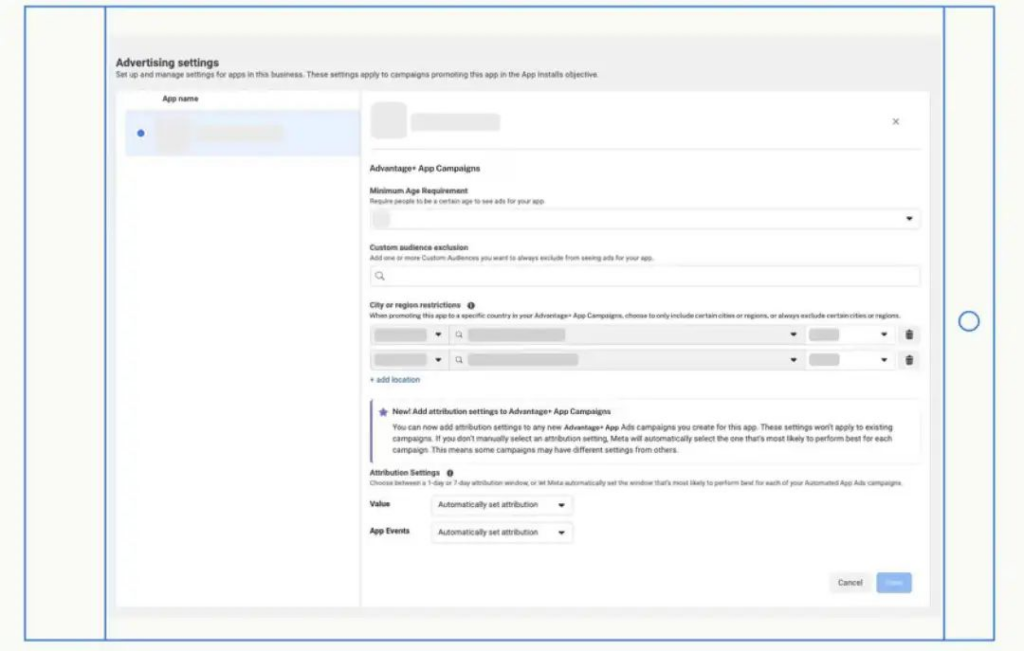 Advertising settings
Set up and manage settings for apps in this business. These settings apply to campaigns promoting this app in the App Installs objective.
App name
Advantage+ App Campaigns
Minimum Age Requirement
Require people to be a certain age to see ads for your app.
Custom audience exclusion
Add one or more Custom Audiences you want to always exclude from seeing ads for your app.
City or region restrictions
When promoting this app to a specific country in your Advantage+ App Campaigns, choose to only include certain cities or regions, or always exclude certain cities or regions.
+ add location
New! Add attribution settings to Advantage+ App Campaigns
You can now add attribution settings to any new Advantage+ App Ads campaigns you create for this app. These settings won't apply to existing
campaigns. If you don't manually select an attribution setting, Meta will automatically select the one that's most likely to perform best for each
campaign. This means some campaigns may have different settings from others.
Attribution Settings
Choose between a 1-day or 7-day attribution window, or let Meta automatically set the window that's most likely to perform best for each of your Automated App Ads campaigns.
Value
Automatically set attribution
App Events
Automatically set attribution
Cancel